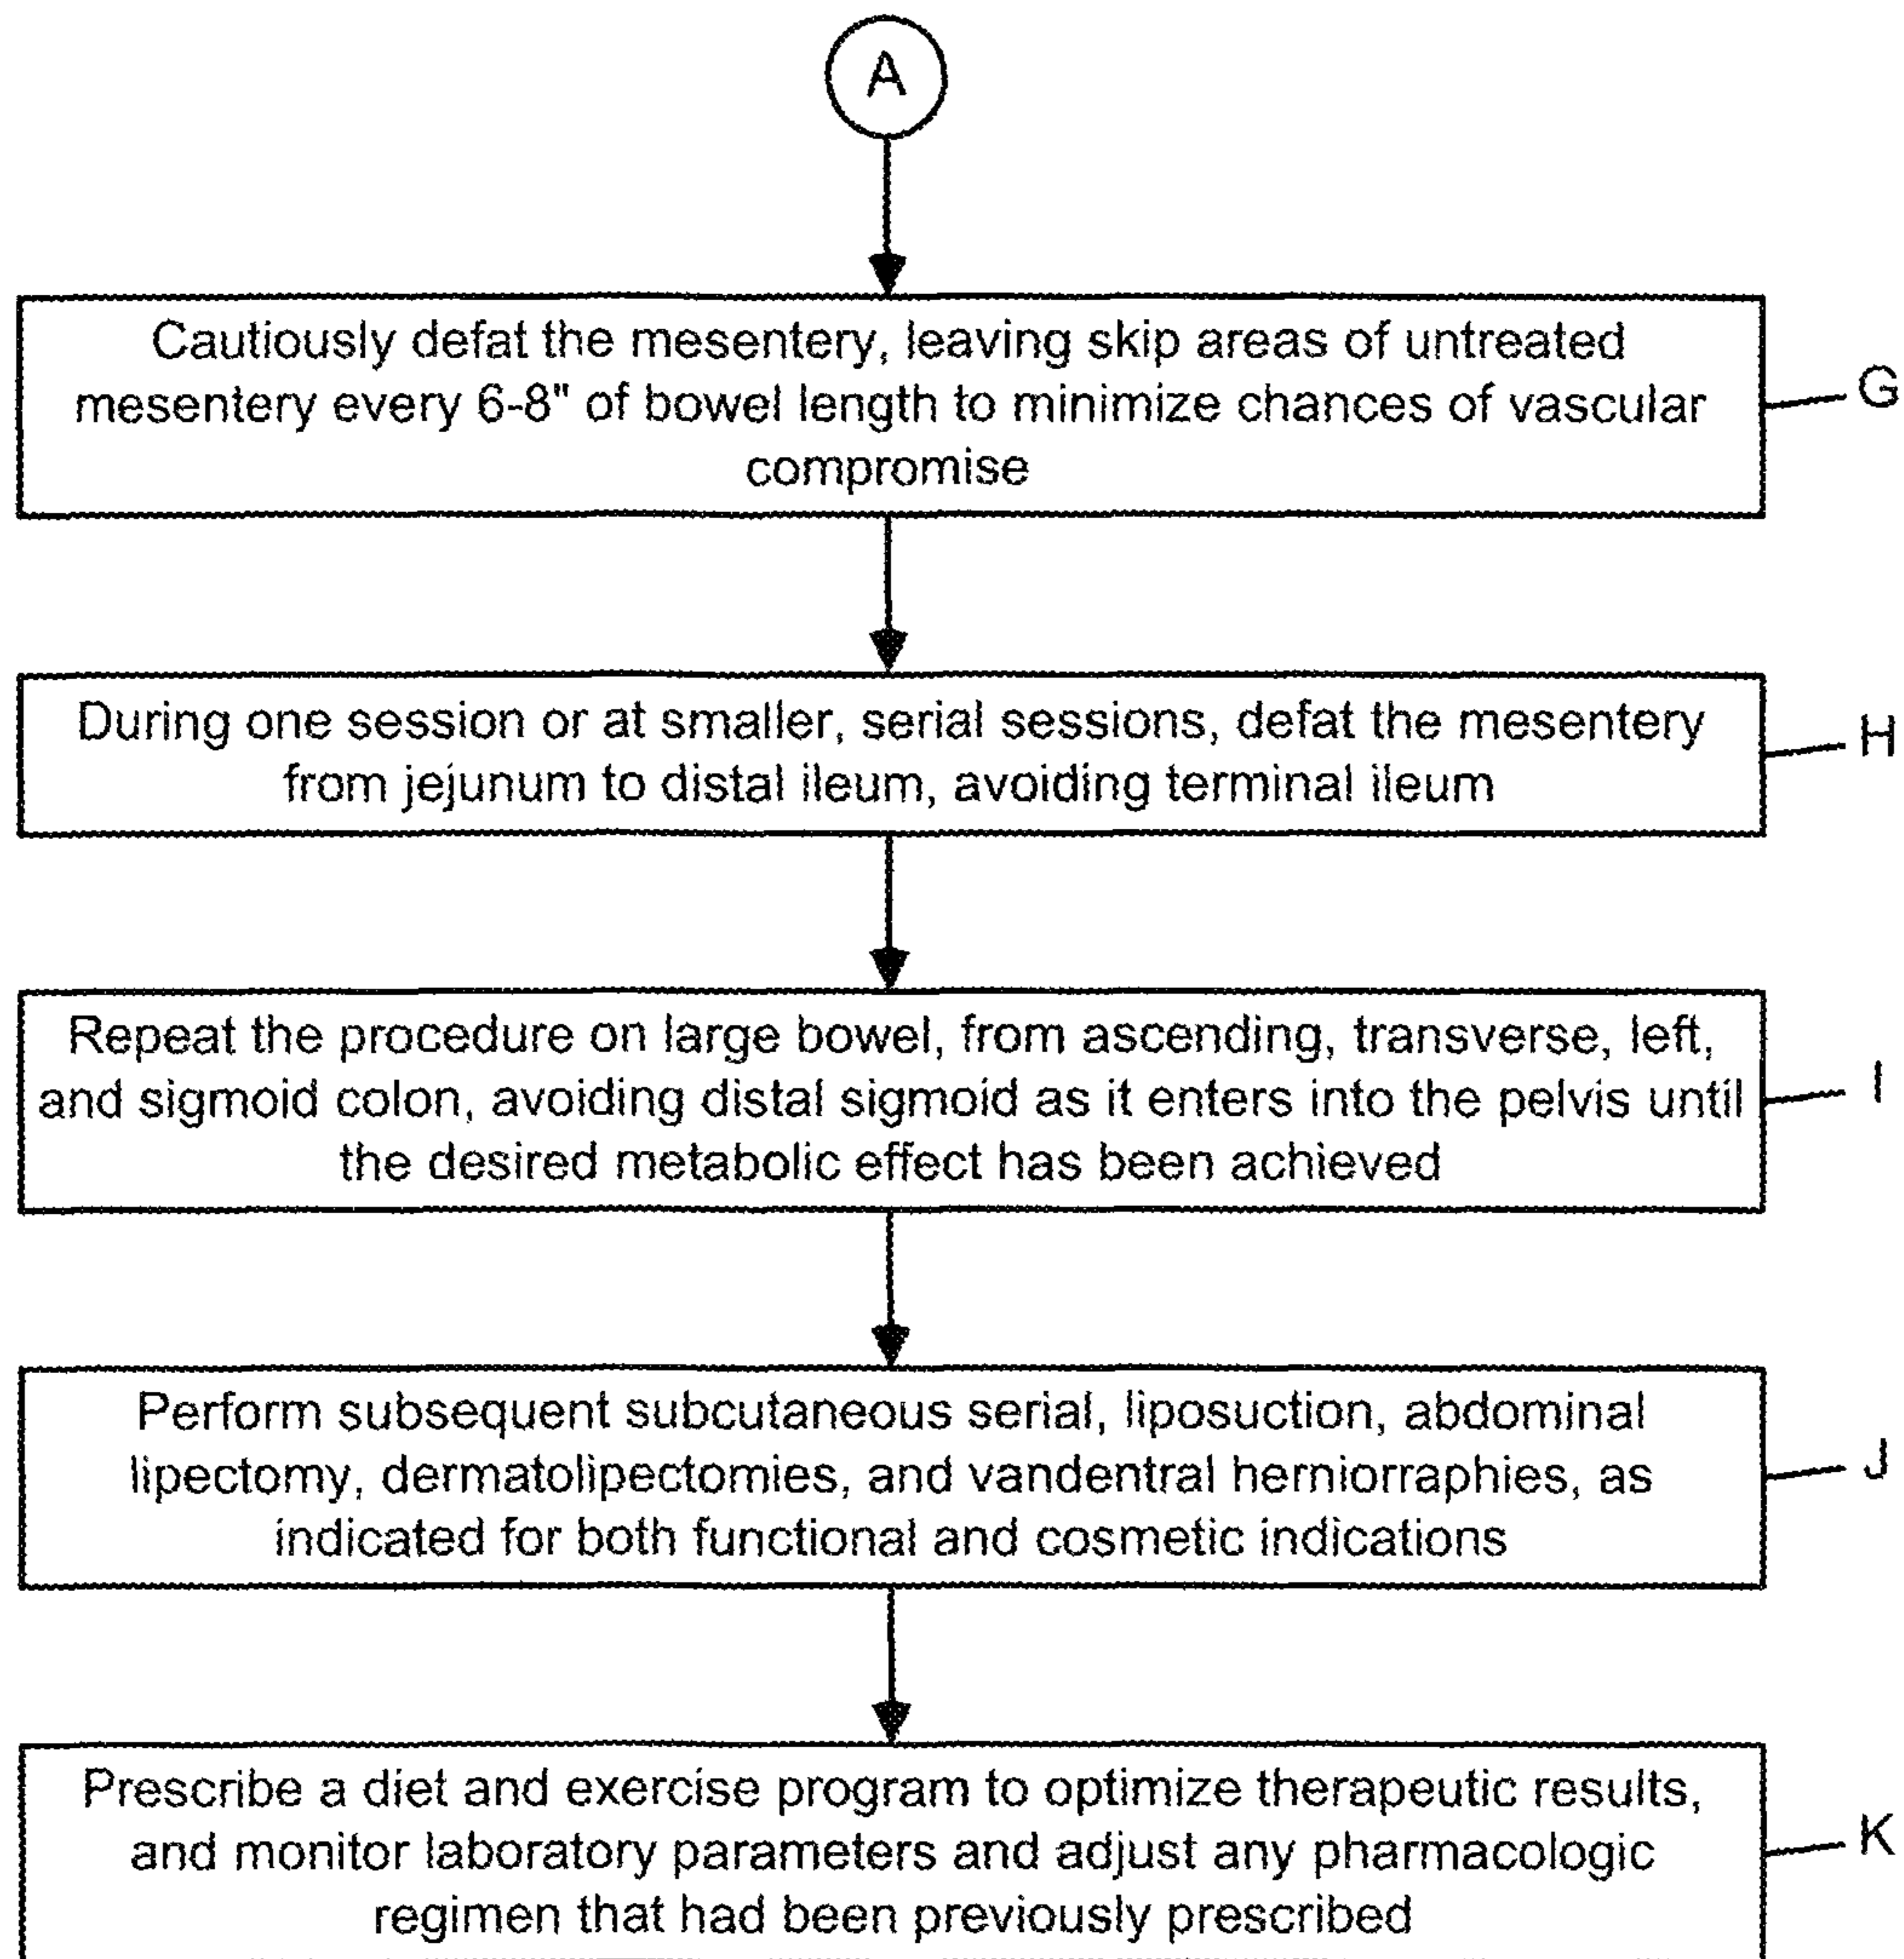 A
Cautiously defat the mesentery, leaving skip areas of untreated
mesentery every 6-8" of bowel length to minimize chances of vascular
compromise
G
During one session or at smaller, serial sessions, defat the mesentery
from jejunum to distal ileum, avoiding terminal ileum
H
Repeat the procedure on large bowel, from ascending, transverse, left,
and sigmoid colon, avoiding distal sigmoid as it enters into the pelvis until
the desired metabolic effect has been achieved
I
Perform subsequent subcutaneous serial, liposuction, abdominal
lipectomy, dermatolipectomies, and vandentral herniorraphies, as
indicated for both functional and cosmetic indications
J
Prescribe a diet and exercise program to optimize therapeutic results,
and monitor laboratory parameters and adjust any pharmacologic
regimen that had been previously prescribed
K